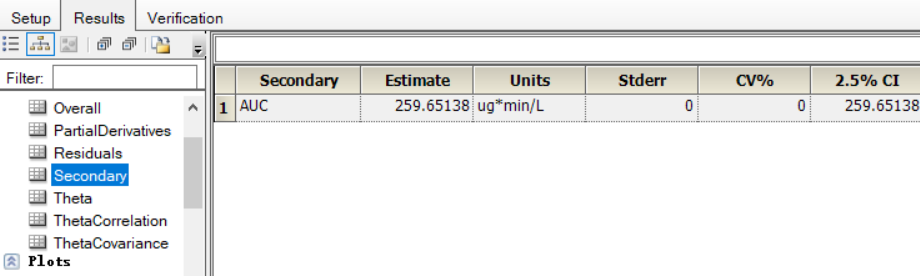 Setup Results Verification
Filter:
Overall
PartialDerivatives
Residuals
Secondary
Theta
ThetaCorrelation
ThetaCovariance
Plots
Secondary Estimate Units Stderr CV% 2.5% CI
1 AUC 259.65138 ug*min/L 0 0 259.65138